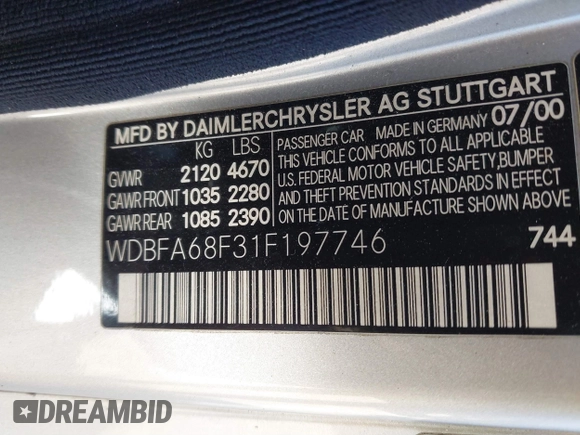 MFD BY DAIMLERCHRYSLER AG STUTTGART
KG LBS
GVWR 2120 4670
GAWR FRONT 1035 2280
GAWR REAR 1085 2390
PASSENGER CAR MADE IN GERMANY 07/00
THIS VEHICLE CONFORMS TO ALL APPLICABLE
U.S. FEDERAL MOTOR VEHICLE SAFETY, BUMPER
AND THEFT PREVENTION STANDARDS IN EFFECT
ON THE DATE OF MANUFACTURE SHOWN ABOVE
WDBFA68F31F197746 744
DREAMBID